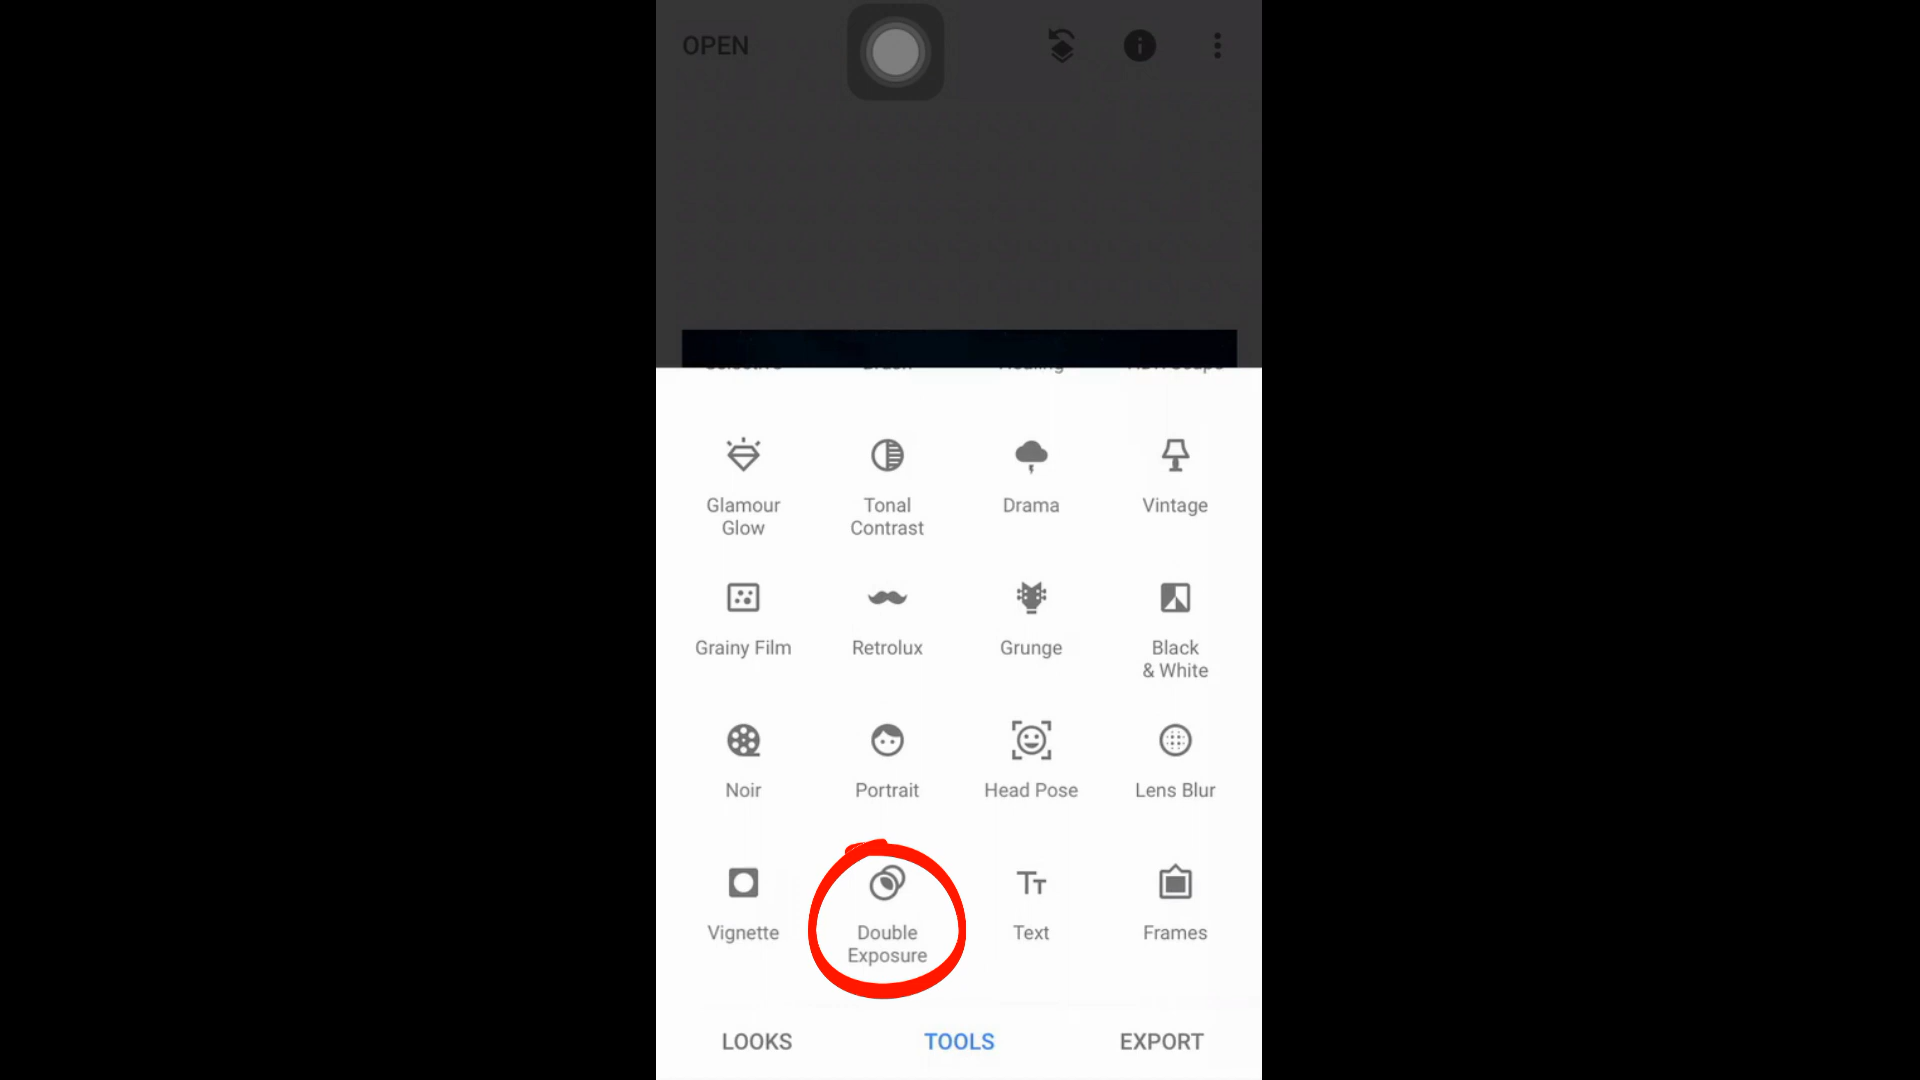 OPEN
Healing
Glamour
Glow
Tonal
Contrast
Drama
Vintage
Grainy Film
Retrolux
Grunge
Black
& White
Noir
Portrait
Head Pose
Lens Blur
Vignette
Double
Exposure
Text
Frames
LOOKS
TOOLS
EXPORT